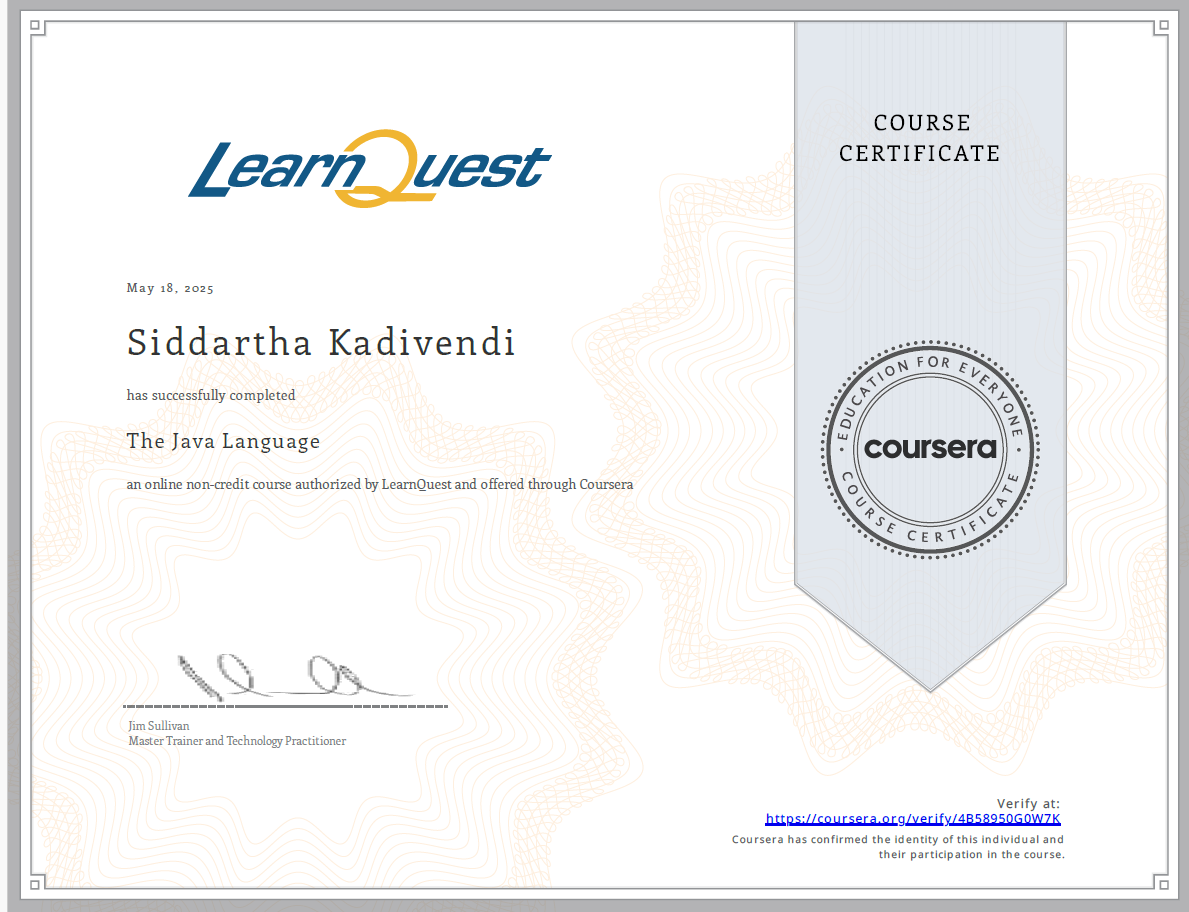 LearnQuest
COURSE
CERTIFICATE
May 18, 2025
Siddartha Kadivendi
has successfully completed
The Java Language
an online non-credit course authorized by LearnQuest and offered through Coursera
EDUCATION FOR EVERYONE
coursera
COURSE CERTIFICATE
Jim Sullivan
Master Trainer and Technology Practitioner
Verify at:
https://coursera.org/verify/4B58950G0W7K
Coursera has confirmed the identity of this individual and
their participation in the course.